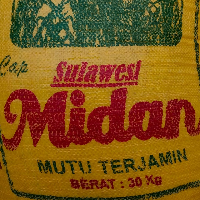 Cap
Sulawesi
Midan
MUTU TERJAMIN
BERAT : 30 Kg